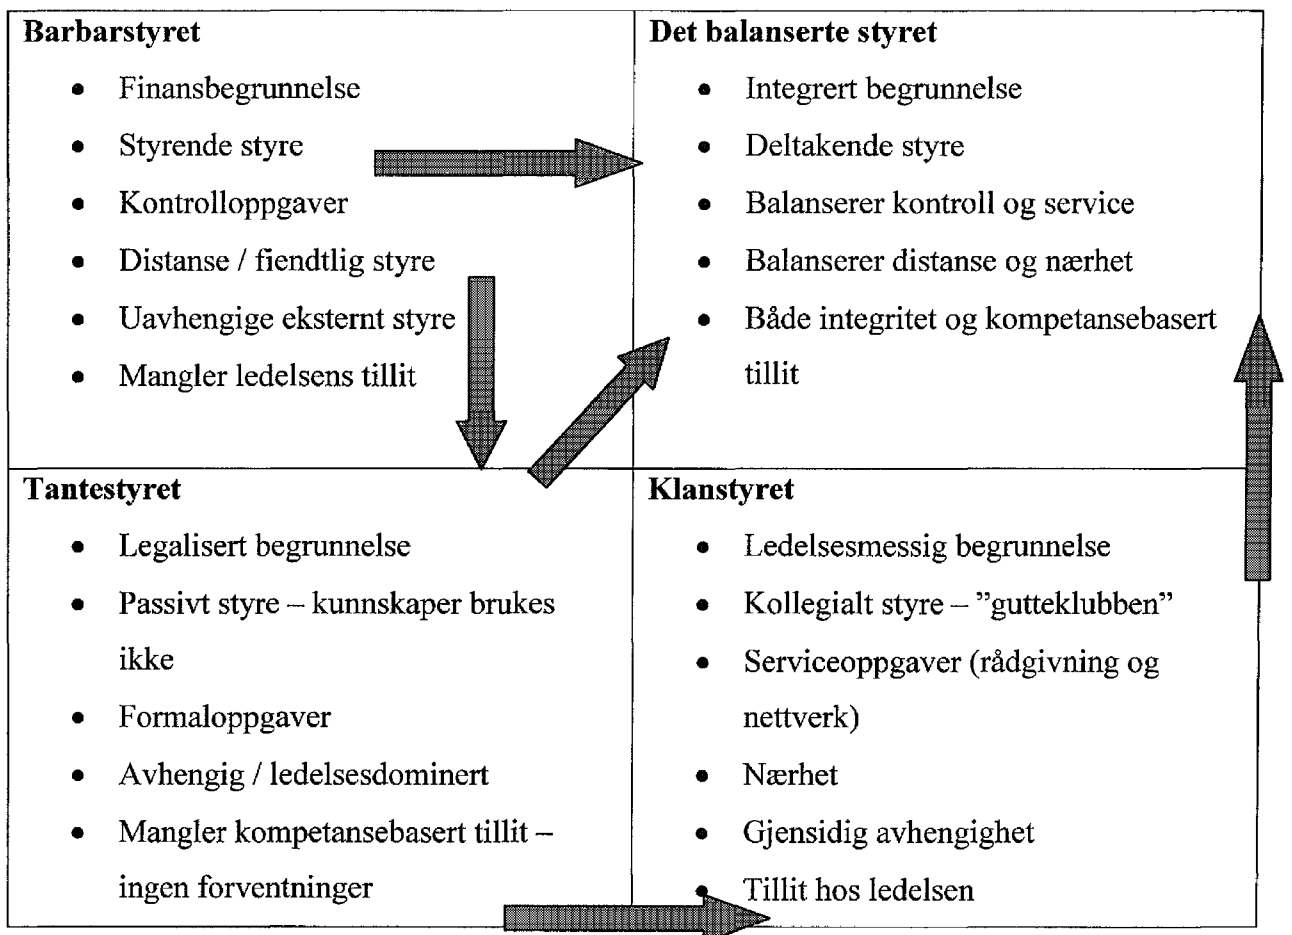 Barbarstyret
• Finansbegrunnelse
• Styrende styre
• Kontrolloppgaver
• Distanse / fiendtlig styre
• Uavhengige eksternt styre
• Mangler ledelsens tillit
Det balanserte styret
• Integrert begrunnelse
• Deltakende styre
• Balanserer kontroll og service
• Balanserer distanse og nærhet
• Både integritet og kompetansebasert
tillit
Tantestyret
• Legalisert begrunnelse
• Passivt styre – kunnskaper brukes
ikke
• Formaloppgaver
• Avhengig / ledelsesdominert
• Mangler kompetansebasert tillit –
ingen forventninger
Klanstyret
• Ledelsesmessig begrunnelse
• Kollegialt styre – ”gutteklubben”
• Serviceoppgaver (rådgivning og
nettverk)
• Nærhet
• Gjensidig avhengighet
• Tillit hos ledelsen